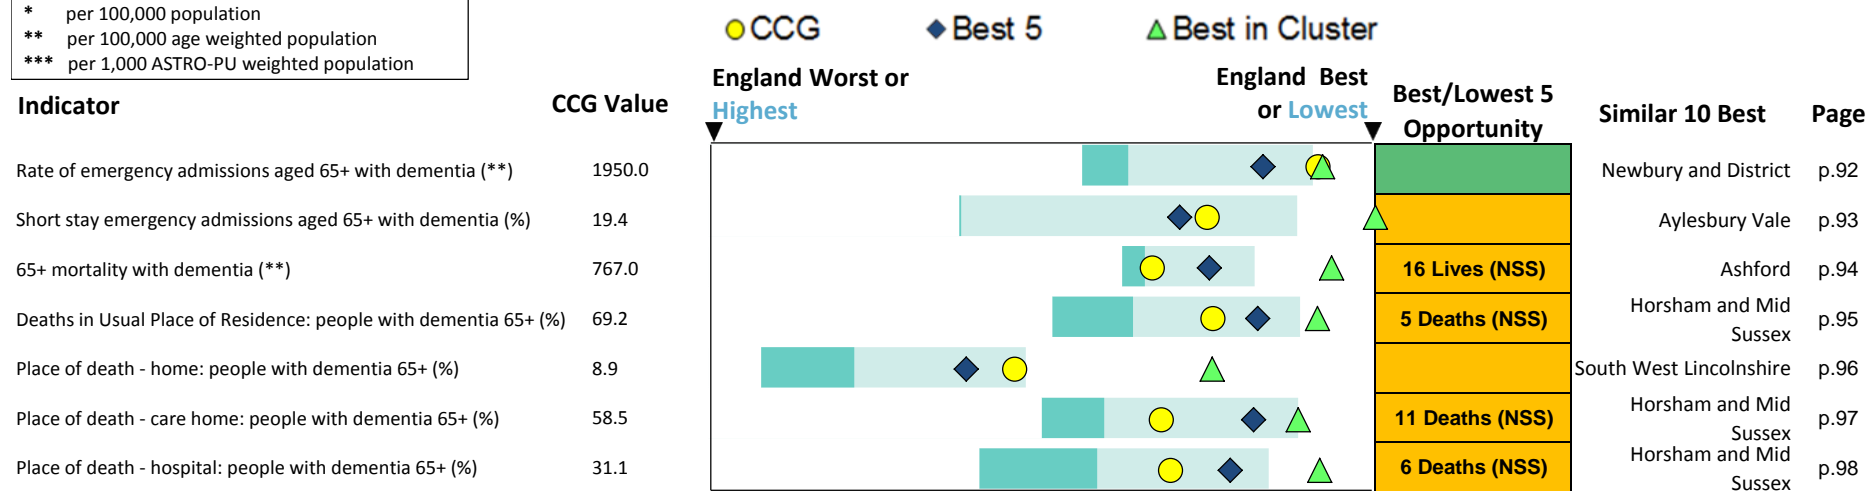 * per 100,000 population
** per 100,000 age weighted population
*** per 1,000 ASTRO-PU weighted population
CCG Best 5 Best in Cluster
Indicator CCG Value England Worst or Highest England Best or Lowest Best/Lowest 5 Opportunity Similar 10 Best Page
Rate of emergency admissions aged 65+ with dementia (**) 1950.0 Newbury and District p.92
Short stay emergency admissions aged 65+ with dementia (%) 19.4 Aylesbury Vale p.93
65+ mortality with dementia (**) 767.0 16 Lives (NSS) Ashford p.94
Deaths in Usual Place of Residence: people with dementia 65+ (%) 69.2 5 Deaths (NSS) Horsham and Mid Sussex p.95
Place of death - home: people with dementia 65+ (%) 8.9 South West Lincolnshire p.96
Place of death - care home: people with dementia 65+ (%) 58.5 11 Deaths (NSS) Horsham and Mid Sussex p.97
Place of death - hospital: people with dementia 65+ (%) 31.1 6 Deaths (NSS) Horsham and Mid Sussex p.98